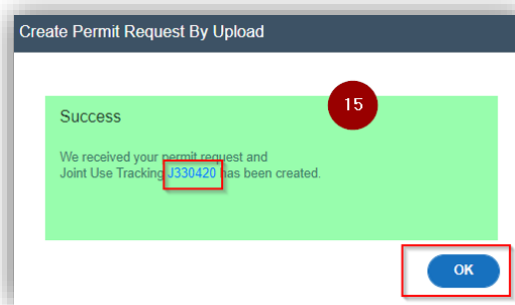 Create Permit Request By Upload
15
Success
We received your permit request and
Joint Use Tracking J330420 has been created.
OK